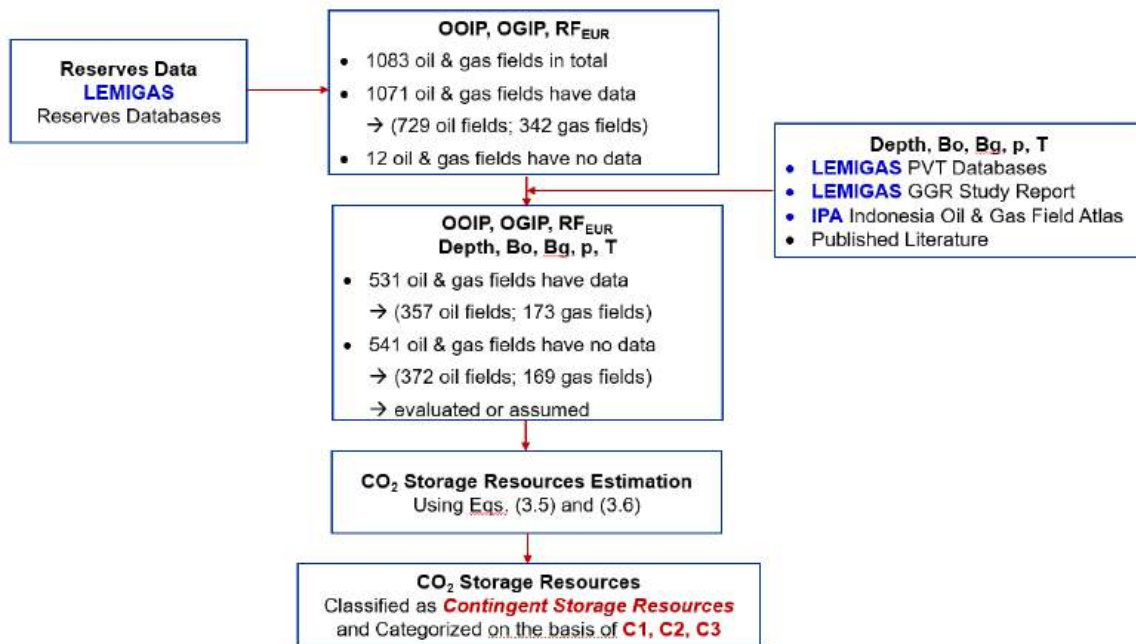 Reserves Data
LEMIGAS
Reserves Databases
OOIP, OGIP, RF_EUR
• 1083 oil & gas fields in total
• 1071 oil & gas fields have data
→ (729 oil fields; 342 gas fields)
• 12 oil & gas fields have no data
Depth, Bo, Bg, p, T
• LEMIGAS PVT Databases
• LEMIGAS GGR Study Report
• IPA Indonesia Oil & Gas Field Atlas
• Published Literature
OOIP, OGIP, RF_EUR
Depth, Bo, Bg, p, T
• 531 oil & gas fields have data
→ (357 oil fields; 173 gas fields)
• 541 oil & gas fields have no data
→ (372 oil fields; 169 gas fields)
→ evaluated or assumed
CO₂ Storage Resources Estimation
Using Eqs. (3.5) and (3.6)
CO₂ Storage Resources
Classified as Contingent Storage Resources
and Categorized on the basis of C1, C2, C3